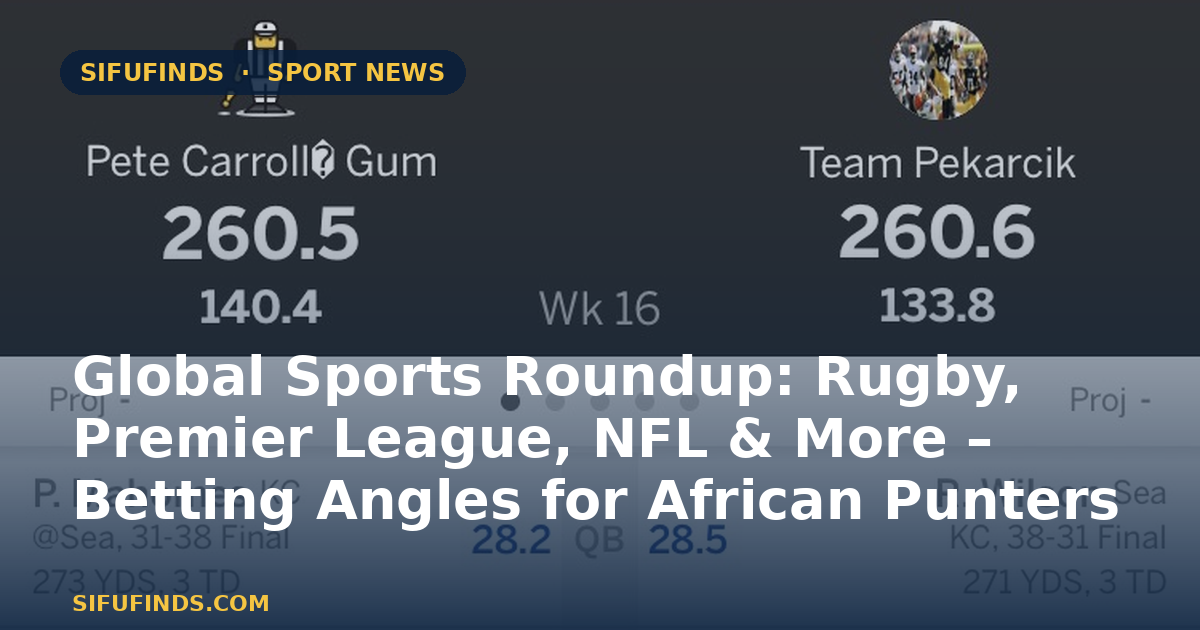 SIFUFINDS · SPORT NEWS
Pete Carroll� Gum
Team Pekarcik
260.5
260.6
140.4
Wk 16
133.8
Global Sports Roundup: Rugby,
Premier League, NFL & More –
Betting Angles for African Punters
Proj -
Proj -
P. KC
Sea
@Sea, 31-38 Final
28.2 QB 28.5
KC, 38-31 Final
273 YDS, 3 TD
271 YDS, 3 TD
SIFUFINDS.COM